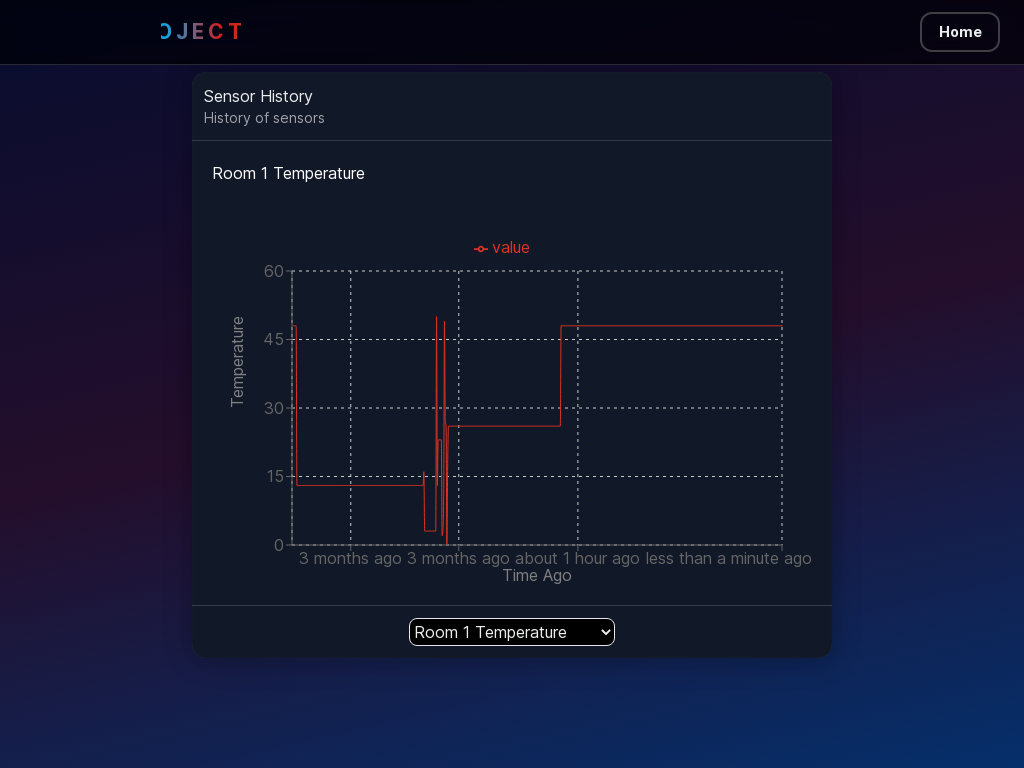 OJECT
Home
Sensor History
History of sensors
Room 1 Temperature
value
60
45
30
15
0
Temperature
3 months ago 3 months ago about 1 hour ago less than a minute ago
Time Ago
Room 1 Temperature